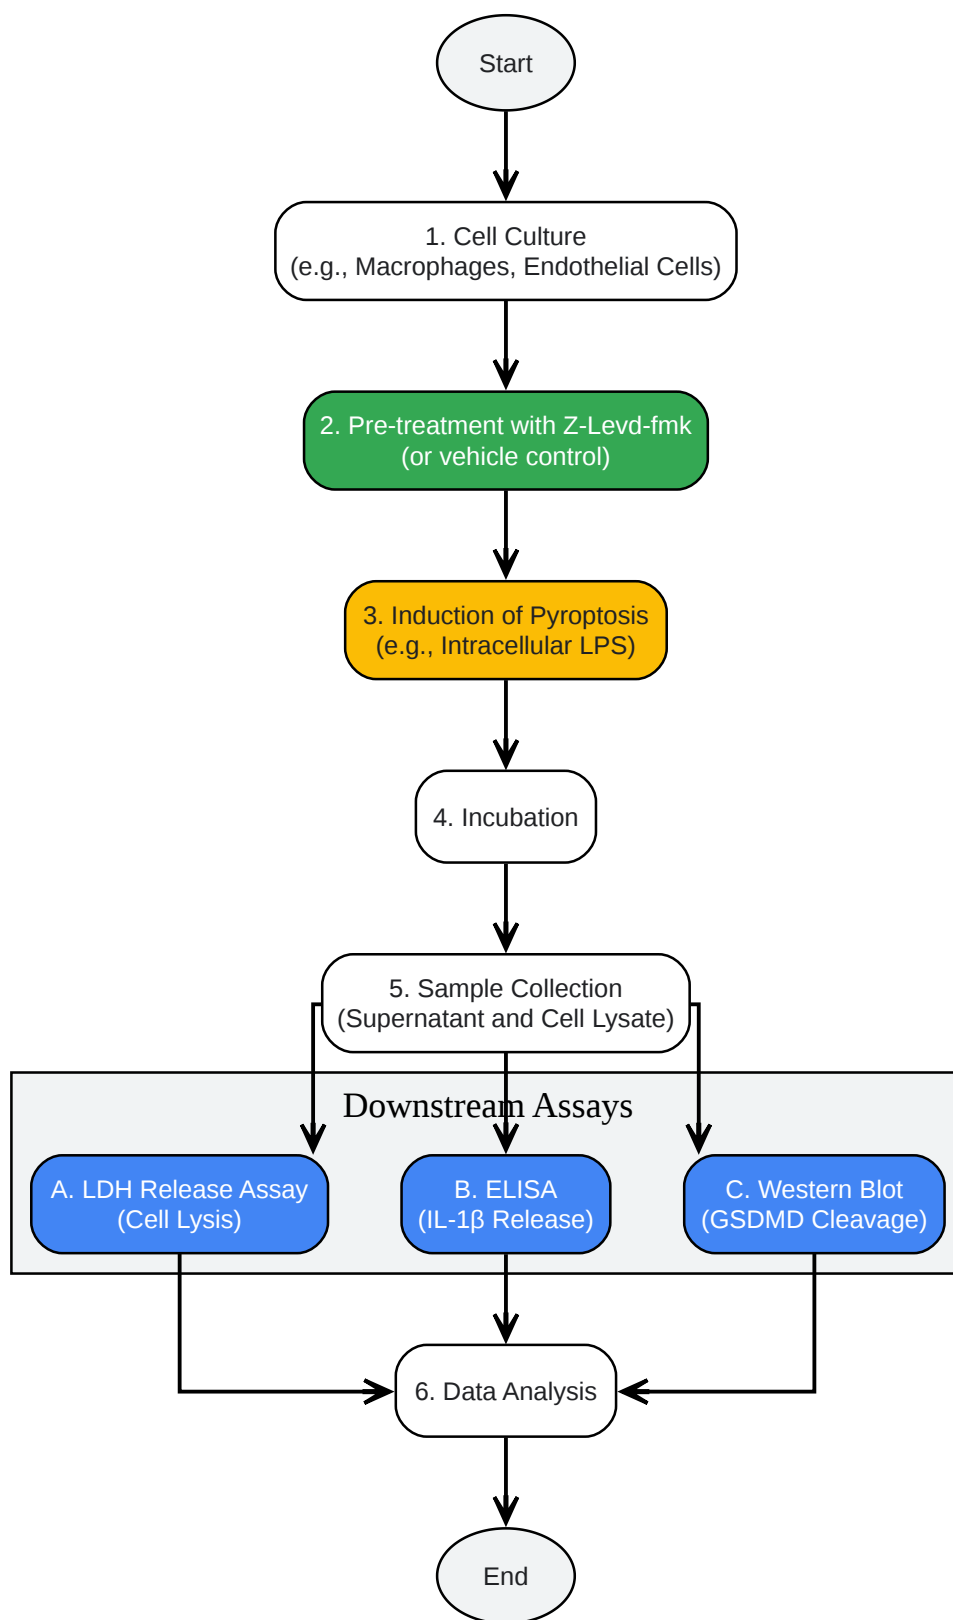 Start
1. Cell Culture
(e.g., Macrophages, Endothelial Cells)
2. Pre-treatment with Z-Levd-fmk
(or vehicle control)
3. Induction of Pyroptosis
(e.g., Intracellular LPS)
4. Incubation
5. Sample Collection
(Supernatant and Cell Lysate)
Downstream Assays
A. LDH Release Assay
(Cell Lysis)
B. ELISA
(IL-1β Release)
C. Western Blot
(GSDMD Cleavage)
6. Data Analysis
End